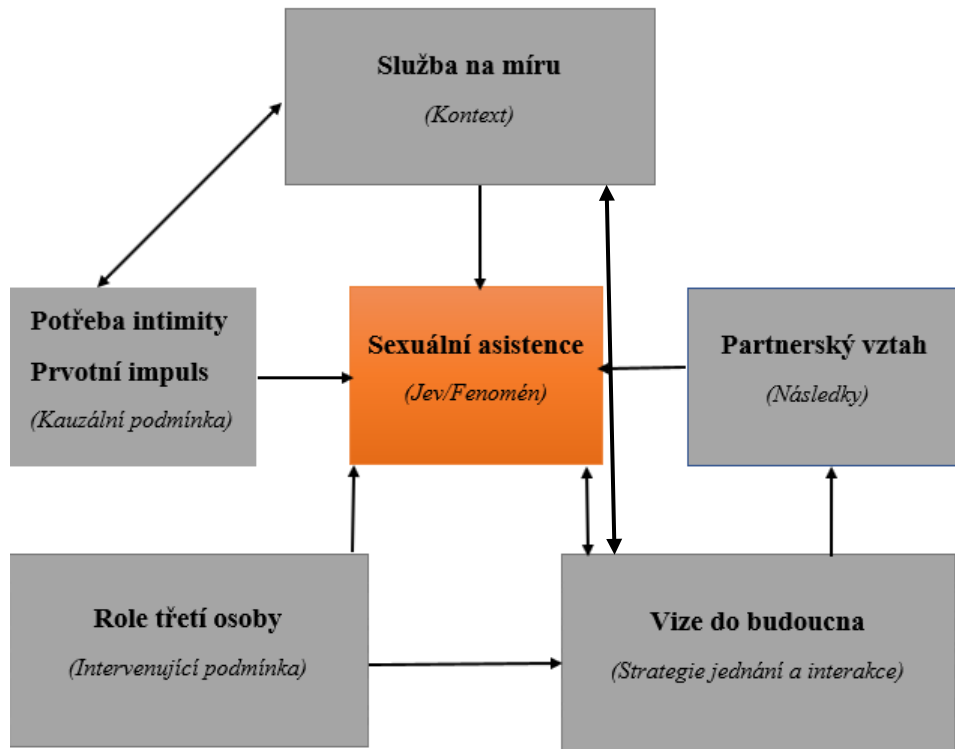 Služba na míru
(Kontext)
Potřeba intimity
Prvotní impuls
(Kauzální podmínka)
Sexuální asistence
(Jev/Fenomén)
Partnerský vztah
(Následky)
Role třetí osoby
(Intervenující podmínka)
Vize do budoucna
(Strategie jednání a interakce)